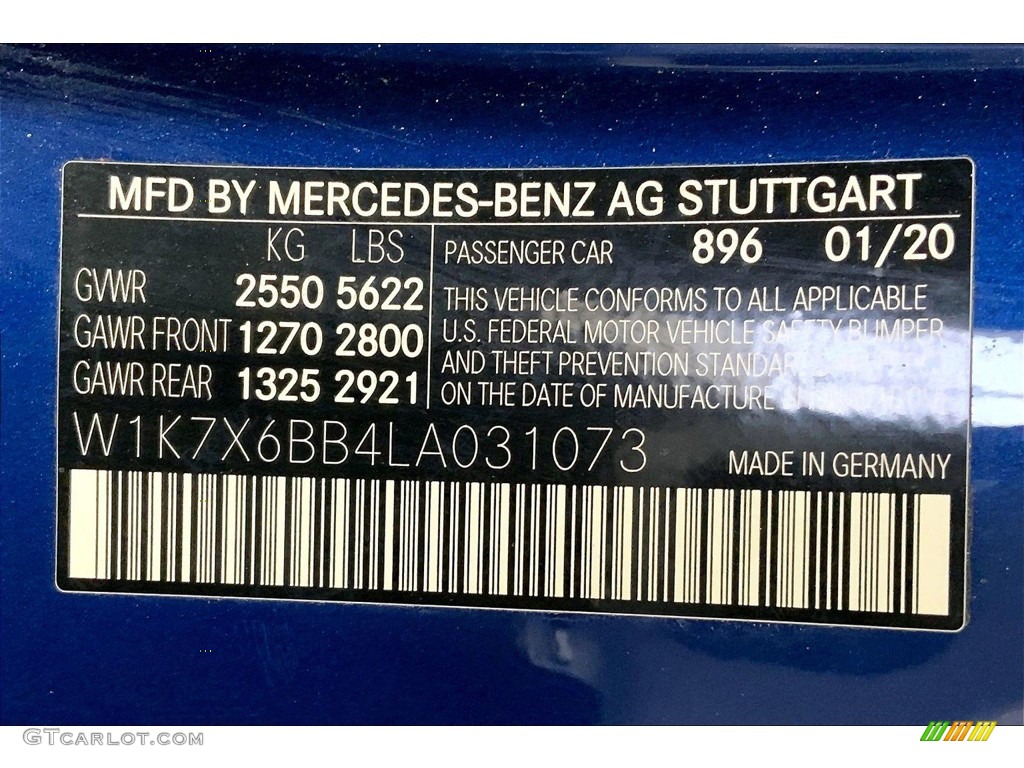 MFD BY MERCEDES-BENZ AG STUTTGART
KG LBS
GVWR 2550 5622
GAWR FRONT 1270 2800
GAWR REAR 1325 2921
PASSENGER CAR 896 01/20
THIS VEHICLE CONFORMS TO ALL APPLICABLE
U.S. FEDERAL MOTOR VEHICLE SAFETY BUMPER
AND THEFT PREVENTION STANDAR
ON THE DATE OF MANUFACTURE
W1K7X6BB4LA031073
MADE IN GERMANY
GTcarlot.com